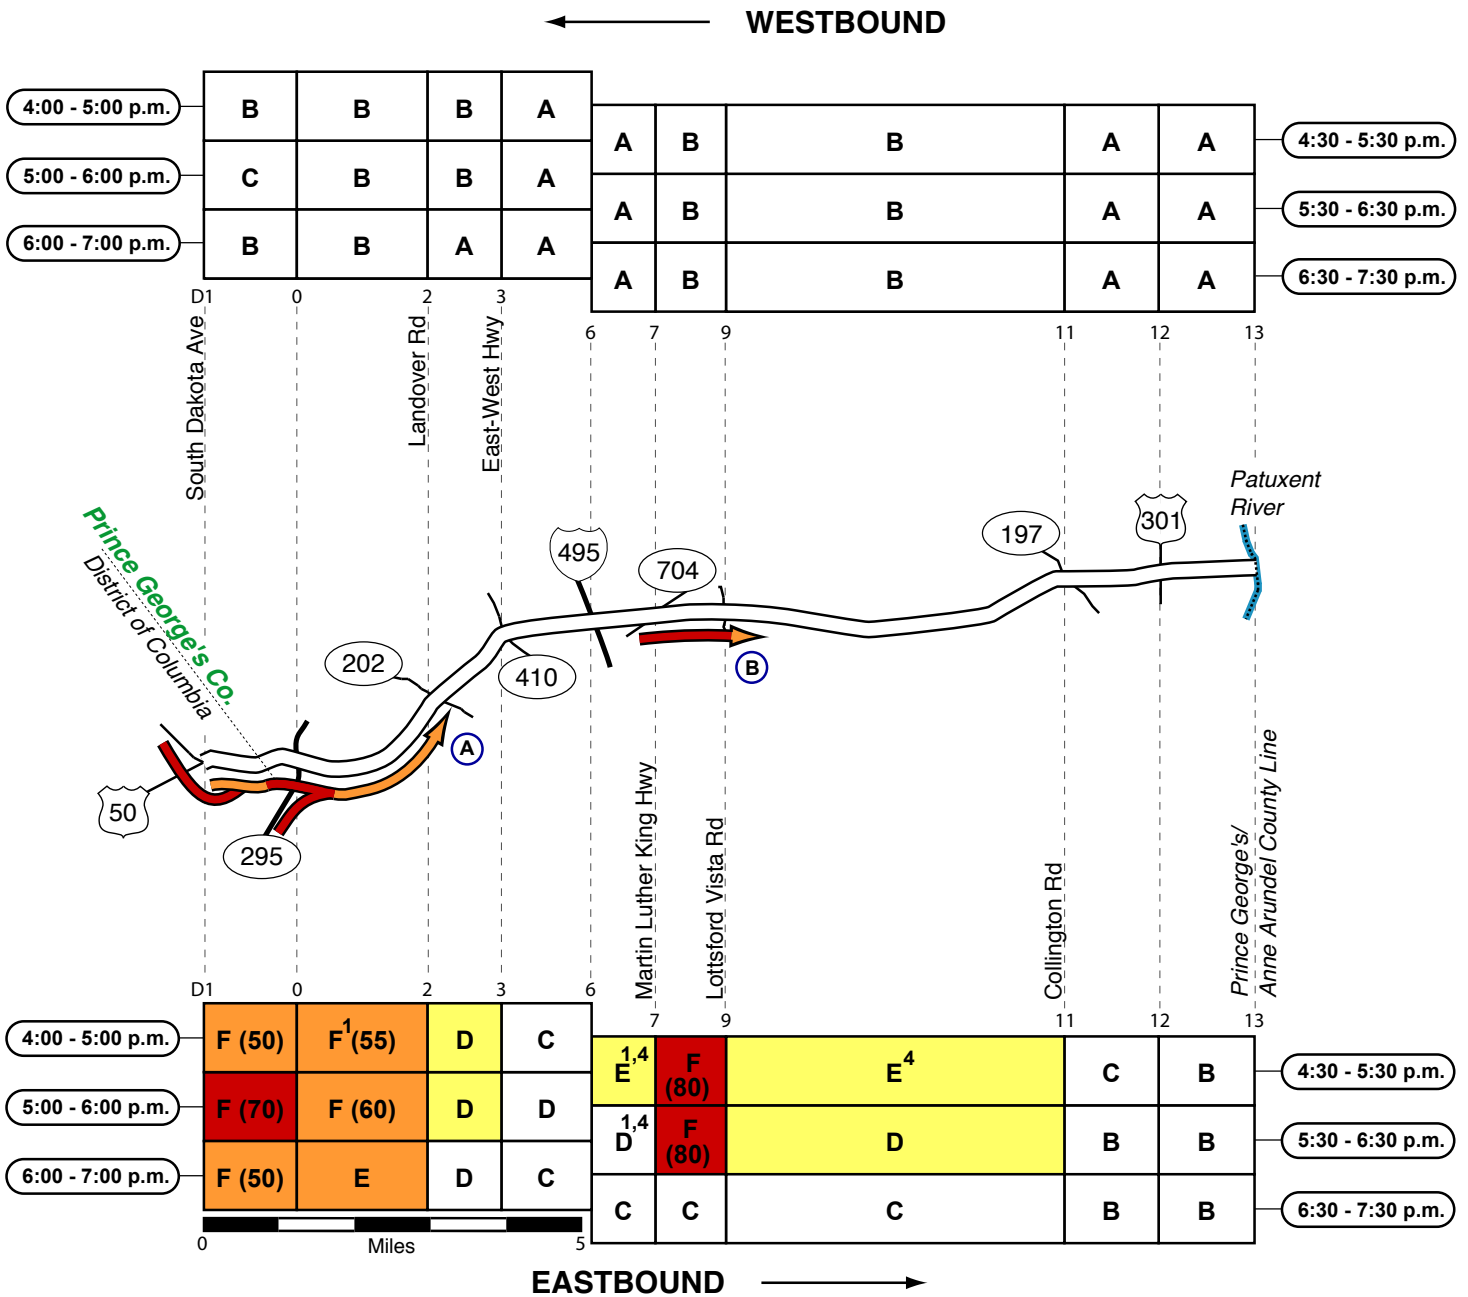 WESTBOUND
4:00 - 5:00 p.m. B B B A
A B B A A 4:30 - 5:30 p.m.
5:00 - 6:00 p.m. C B B A
A B B A A 5:30 - 6:30 p.m.
6:00 - 7:00 p.m. B B A A
A B B A A 6:30 - 7:30 p.m.
D1 0 2 3
6 7 9 11 12 13
South Dakota Ave
Landover Rd
East-West Hwy
Patuxent
River
Prince George's Co.
District of Columbia
495
301
197
704
202
410
B
A
50
295
Martin Luther King Hwy
Lottsford Vista Rd
Collington Rd
Prince George's/
Anne Arundel County Line
D1 0 2 3 6
7 9 11 12 13
4:00 - 5:00 p.m. F (50) F1 (55) D C
E1,4 F (80) E4 C B 4:30 - 5:30 p.m.
5:00 - 6:00 p.m. F (70) F (60) D D
D1,4 F (80) D B B 5:30 - 6:30 p.m.
6:00 - 7:00 p.m. F (50) E D C
C C C B B 6:30 - 7:30 p.m.
0 Miles 5
EASTBOUND